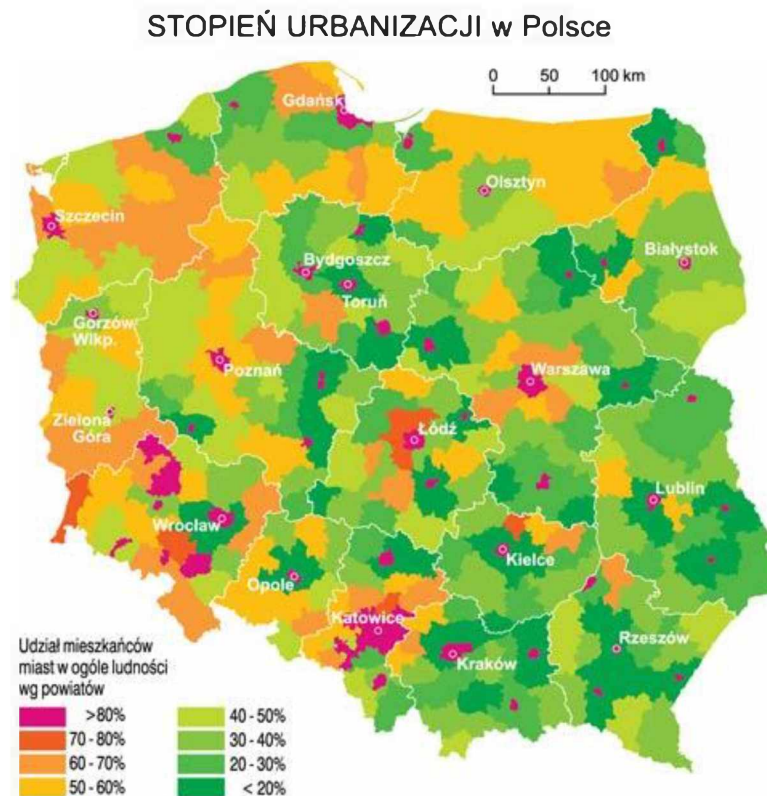 STOPIEŃ URBANIZACJI w Polsce
0 50 100 km
Gdańsk
Olsztyn
Szczecin
Białystok
Bydgoszcz
Toruń
Gorzów
Wlkp.
Poznań
Warszawa
Zielona
Góra
Łódź
Lublin
Wrocław
Kielce
Opole
Katowice
Rzeszów
Kraków
Udział mieszkańców
miast w ogóle ludności
wg powiatów
>80%
70 - 80%
60 - 70%
50 - 60%
40 - 50%
30 - 40%
20 - 30%
< 20%